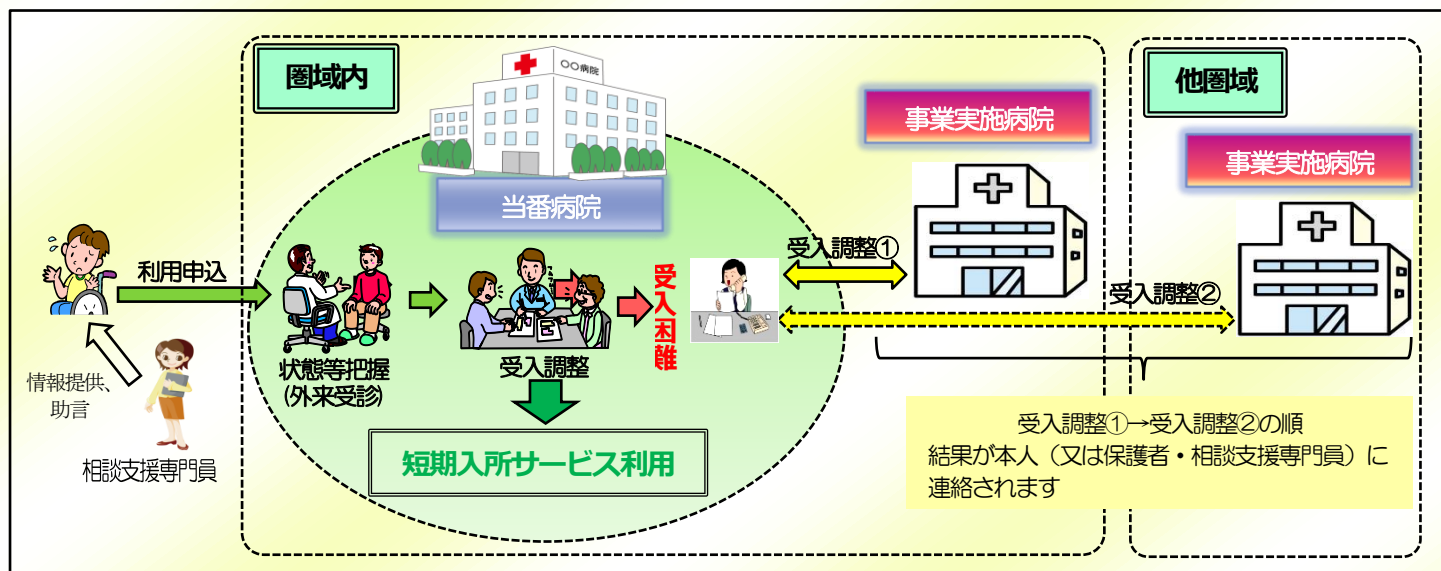 圏域内
〇〇病院
他圏域
事業実施病院
事業実施病院
当番病院
利用申込
状態等把握
(外来受診)
受入調整
受入困難
受入調整①
受入調整②
情報提供、
助言
相談支援専門員
短期入所サービス利用
受入調整①→受入調整②の順
結果が本人（又は保護者・相談支援専門員）に
連絡されます